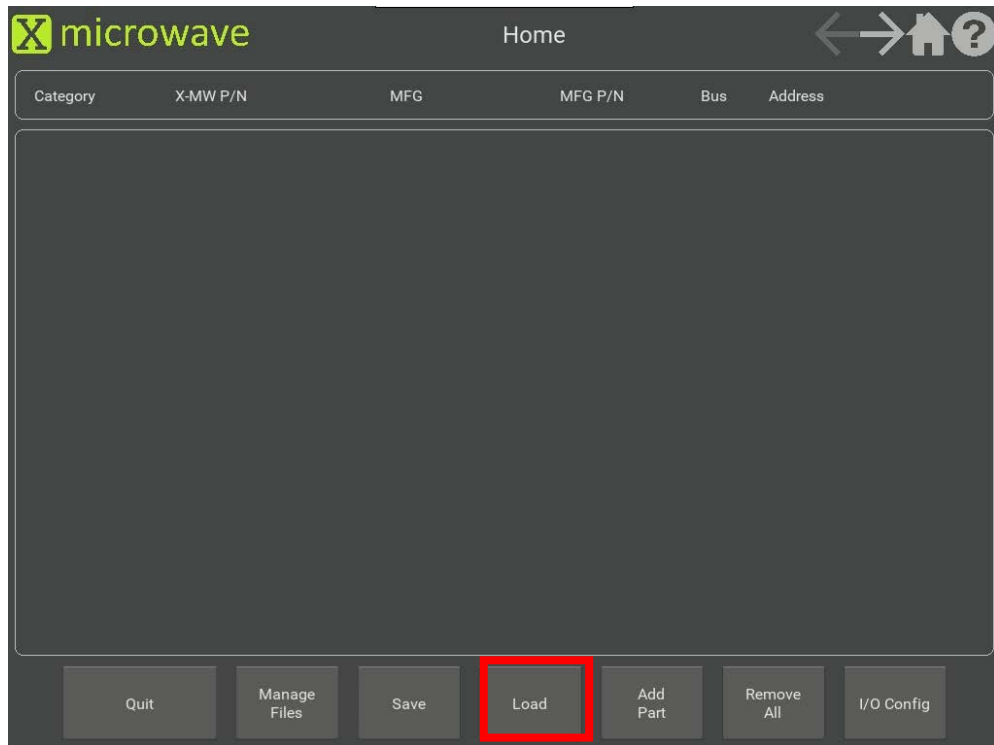 X microwave
Home
?
Category X-MW P/N MFG MFG P/N Bus Address
Quit
Manage
Files
Save
Load
Add
Part
Remove
All
I/O Config